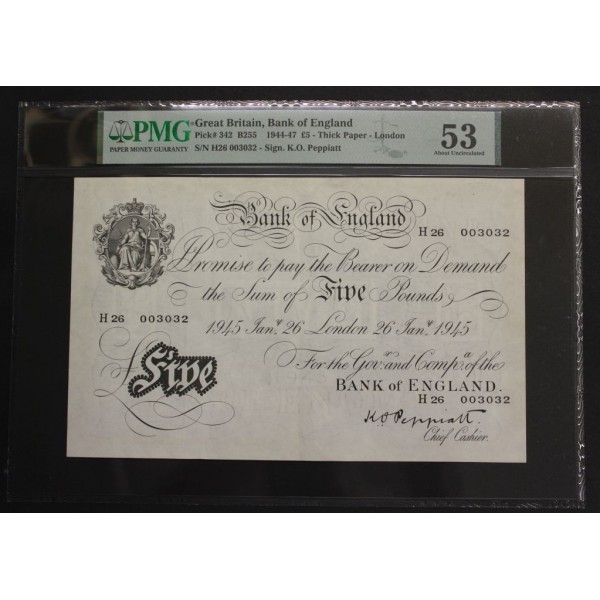 PMG
PAPER MONEY GUARANTY
Great Britain, Bank of England
Pick# 342 B255 1944-47 £5 - Thick Paper - London
S/N H26 003032 - Sign. K.O. Peppiatt
53
About Uncirculated
Bank of England
H26 003032
I Promise to pay the Bearer on Demand
the Sum of Five Pounds
H26 003032
1945 Jany. 26 London 26 Jany. 1945
£ Five
For the Govr. and Compa. of the
BANK of ENGLAND.
H26 003032
K.O. Peppiatt.
Chief Cashier.